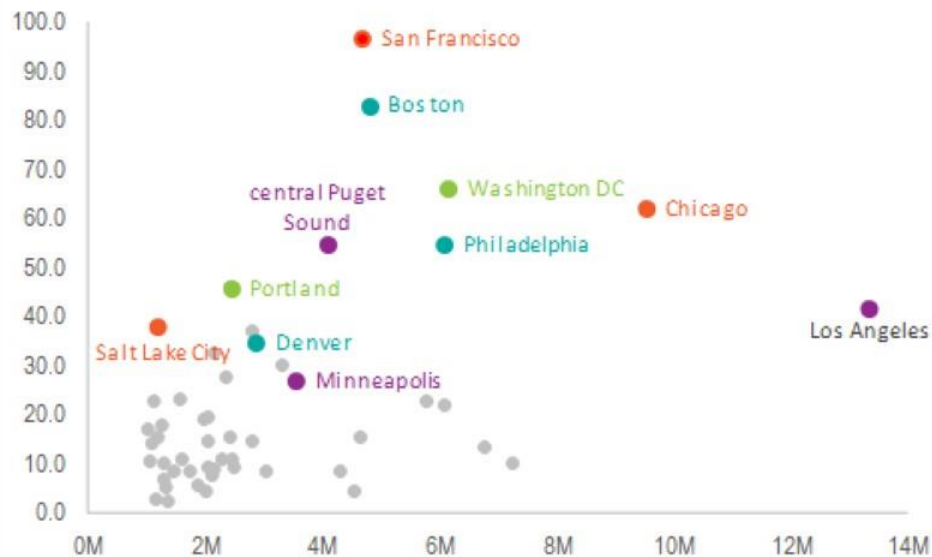 100.0
San Francisco
90.0
Boston
80.0
70.0
central Puget
Sound
Washington DC
60.0
Chicago
Philadelphia
50.0
Portland
40.0
Los Angeles
Salt Lake City
Denver
30.0
Minneapolis
20.0
10.0
0.0
0M 2M 4M 6M 8M 10M 12M 14M